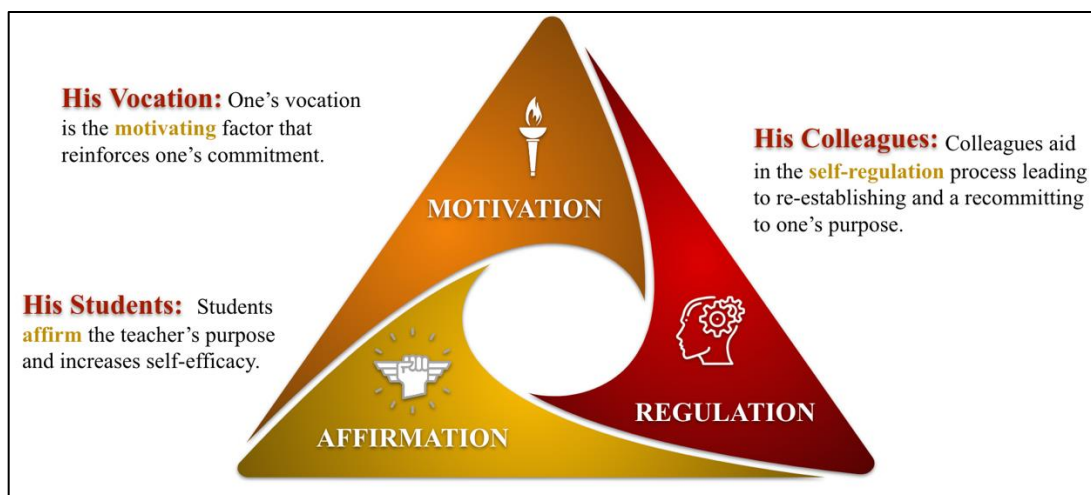 His Vocation: One’s vocation
is the motivating factor that
reinforces one’s commitment.
His Colleagues: Colleagues aid
in the self-regulation process leading
to re-establishing and a recommitting
to one’s purpose.
MOTIVATION
His Students: Students
affirm the teacher’s purpose
and increases self-efficacy.
REGULATION
AFFIRMATION